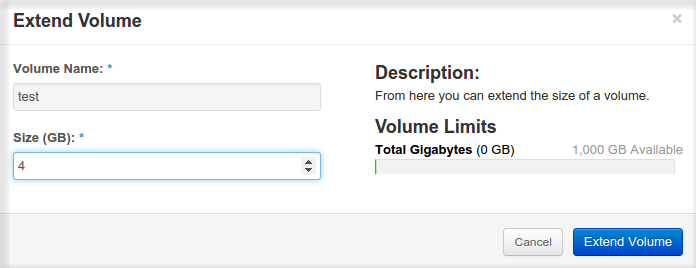 Extend Volume
×
Volume Name: *
test
Size (GB): *
4
Description:
From here you can extend the size of a volume.
Volume Limits
Total Gigabytes (0 GB) 1,000 GB Available
Cancel
Extend Volume